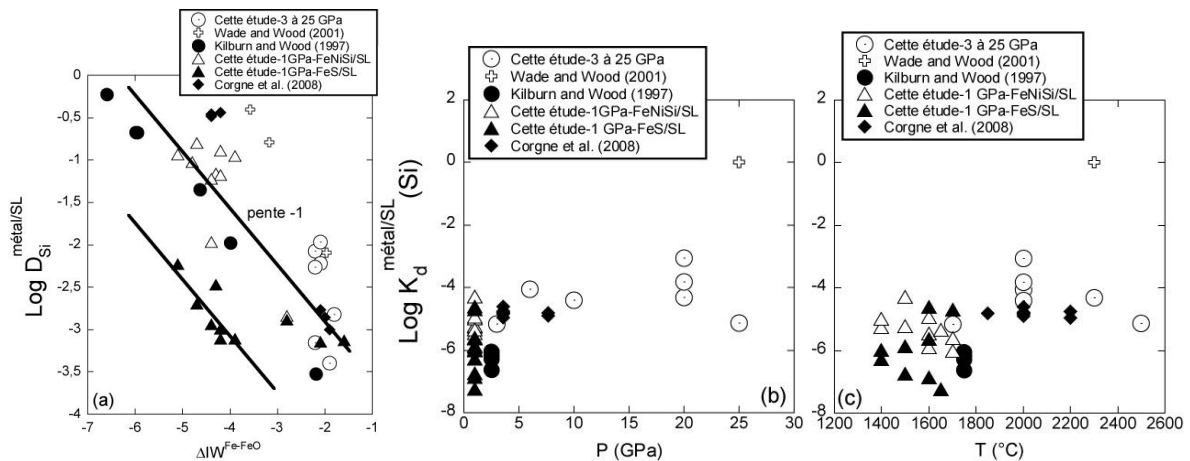 Cette étude-3 à 25 GPa
Wade and Wood (2001)
Kilburn and Wood (1997)
Cette étude-1GPa-FeNiSi/SL
Cette étude-1GPa-FeS/SL
Corgne et al. (2008)
0
-0,5
-1
-1,5
-2
-2,5
-3
-3,5
-4
Log D Si métal/SL
pente -1
(a)
-7 -6 -5 -4 -3 -2 -1
ΔIW Fe-FeO
Cette étude-3 à 25 GPa
Wade and Wood (2001)
Kilburn and Wood (1997)
Cette étude-1GPa-FeNiSi/SL
Cette étude-1 GPa-FeS/SL
Corgne et al. (2008)
2
0
-2
-4
-6
-8
Log K d métal/SL (Si)
(b)
0 5 10 15 20 25 30
P (GPa)
Cette étude-3 à 25 GPa
Wade and Wood (2001)
Kilburn and Wood (1997)
Cette étude-1 GPa-FeNiSi/SL
Cette étude-1 GPa-FeS/SL
Corgne et al. (2008)
2
0
-2
-4
-6
-8
(c)
1200 1400 1600 1800 2000 2200 2400 2600
T (°C)